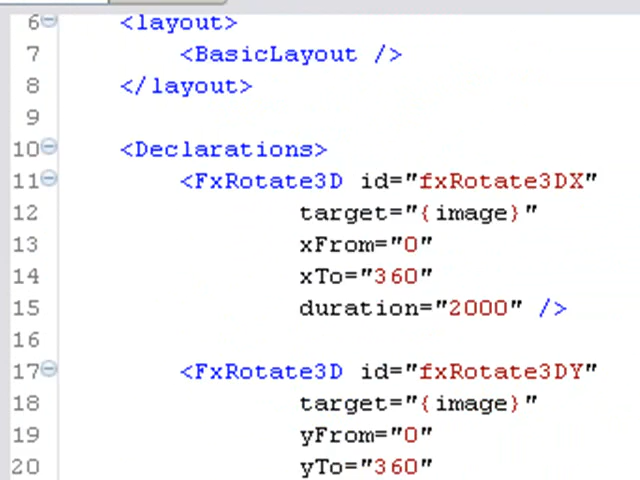 6 <layout>
7 <BasicLayout />
8 </layout>
9
10 <Declarations>
11 <FxRotate3D id="fxRotate3DX"
12 target="{image}"
13 xFrom="0"
14 xTo="360"
15 duration="2000" />
16
17 <FxRotate3D id="fxRotate3DY"
18 target="{image}"
19 yFrom="0"
20 yTo="360"